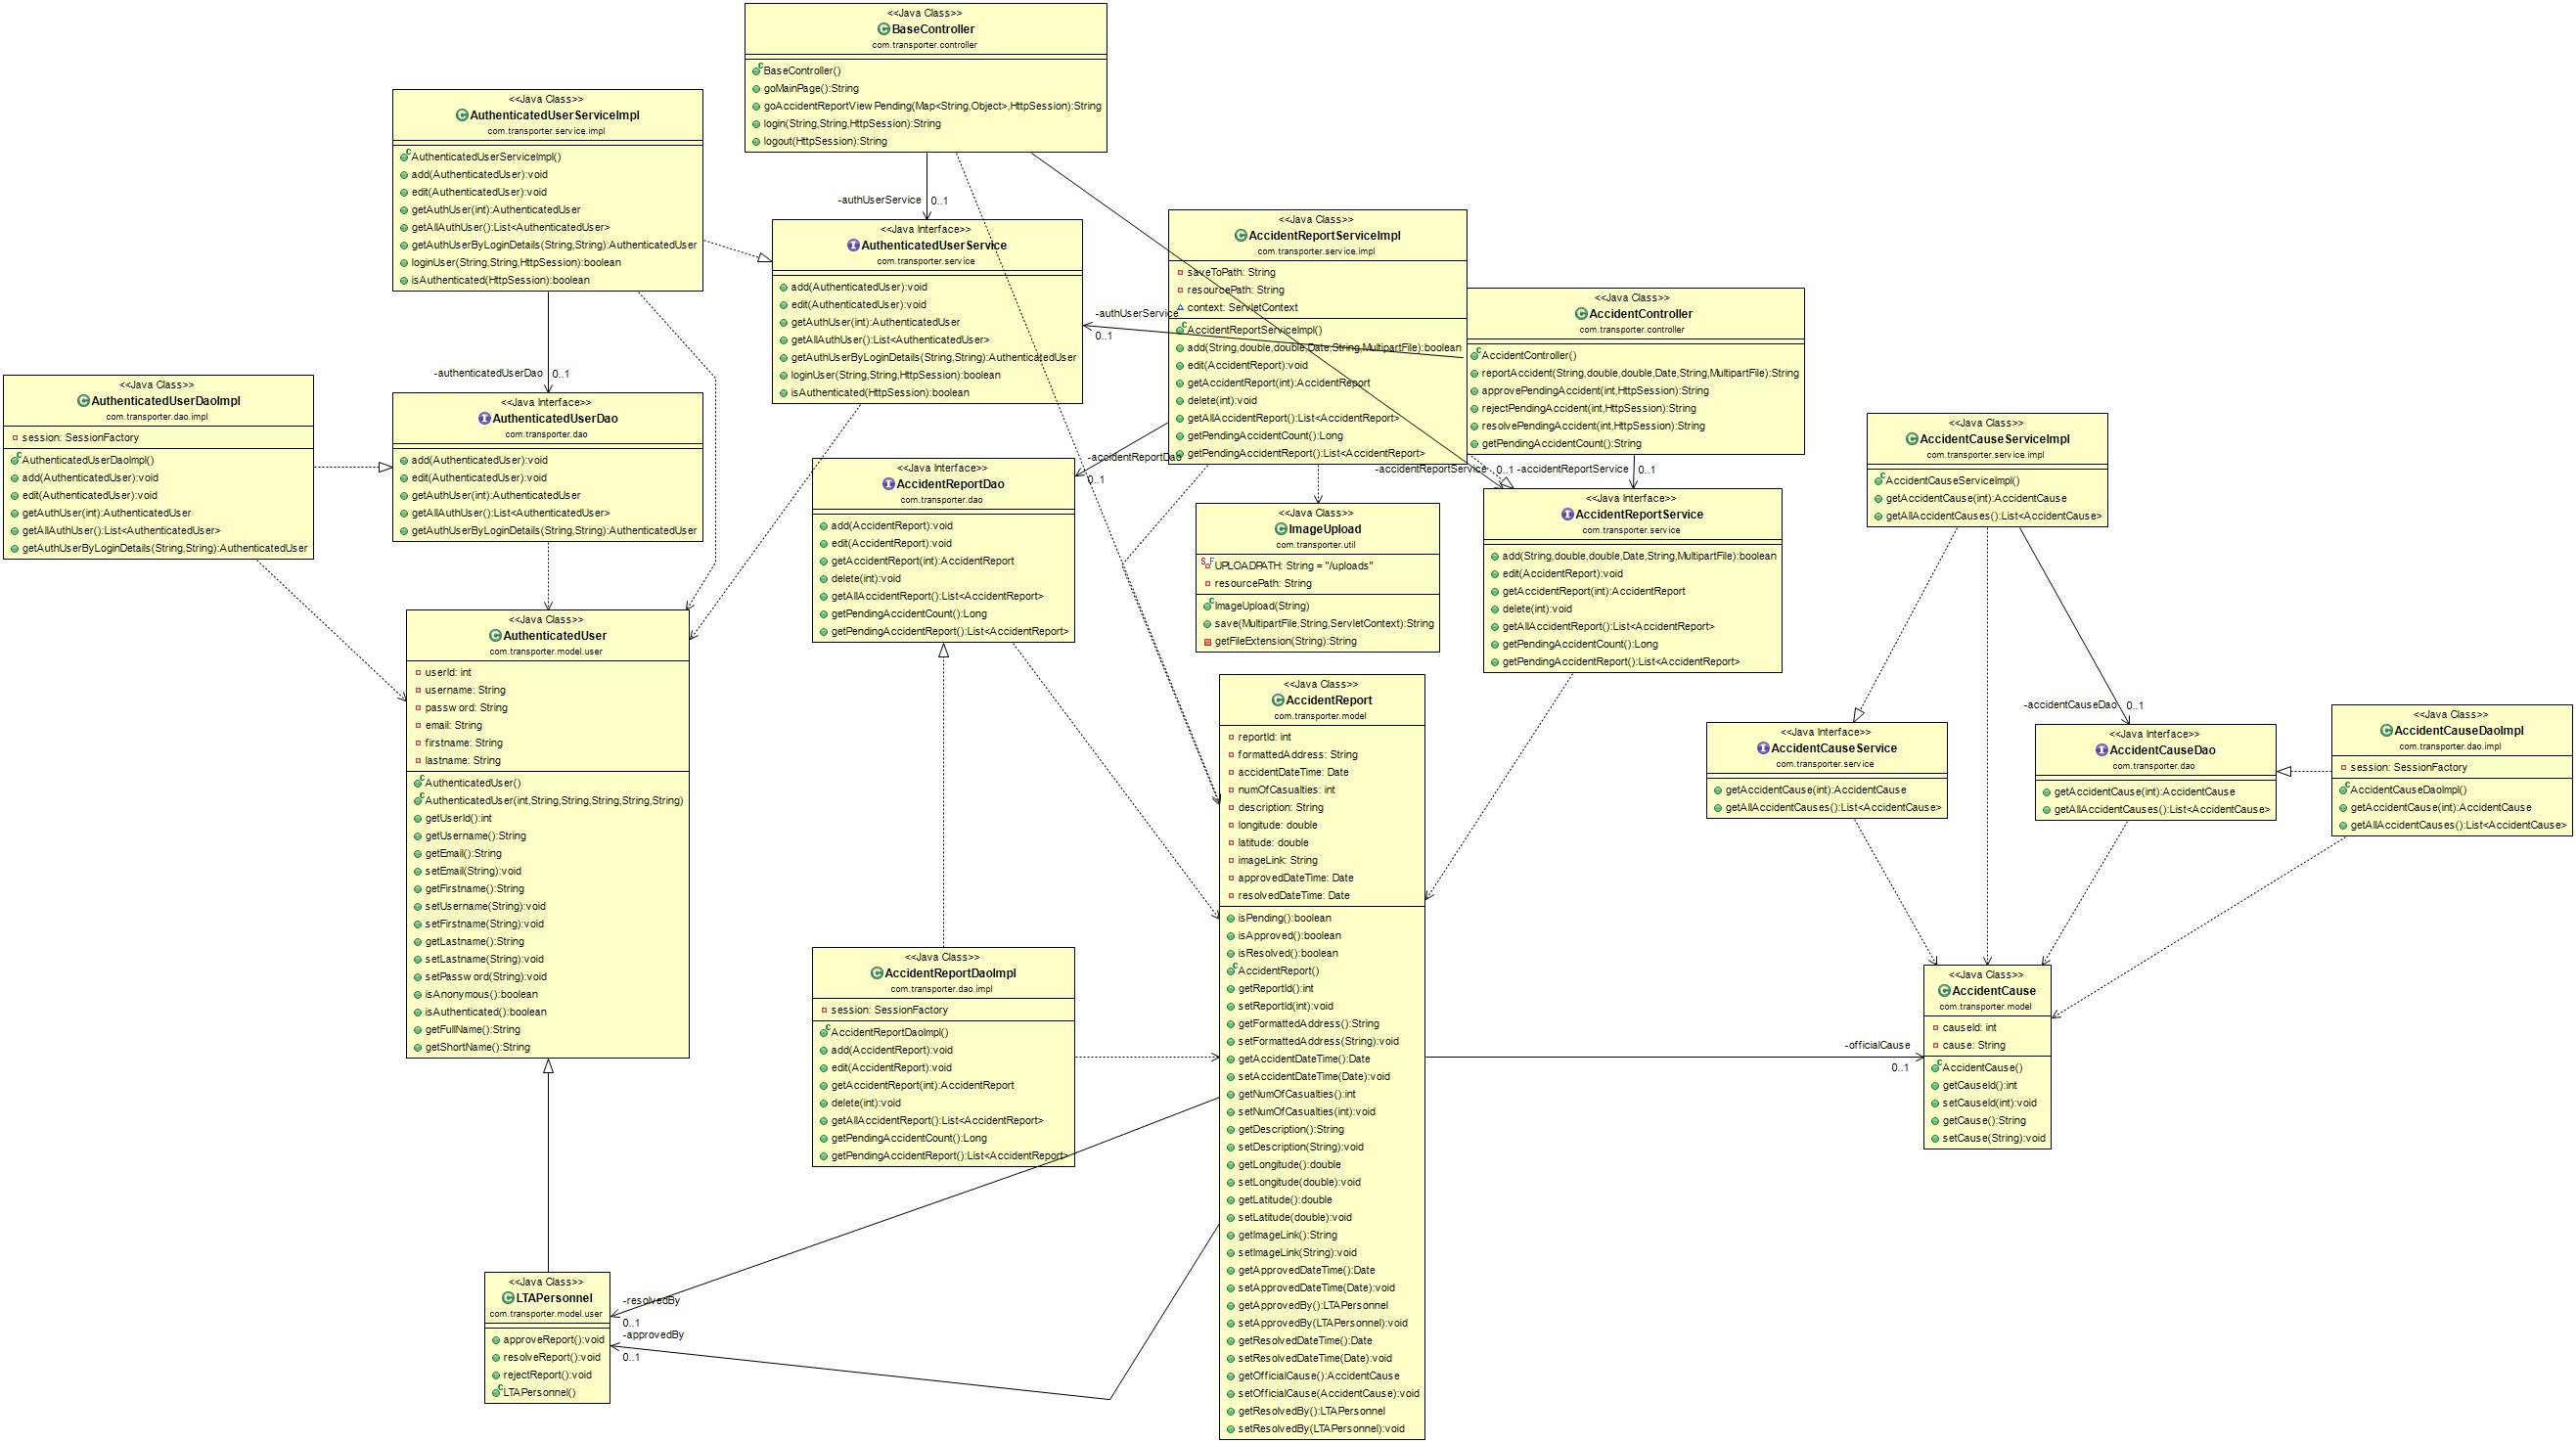 <<Java Class>>
BaseController
com.transporter.controller
BaseController()
goMainPage():String
goAccidentReportViewPending(Map<String,Object>,HttpSession):String
login(String,String,HttpSession):String
logout(HttpSession):String
<<Java Class>>
AuthenticatedUserServiceImpl
com.transporter.service.impl
AuthenticatedUserServiceImpl()
add(AuthenticatedUser):void
edit(AuthenticatedUser):void
getAuthUser(int):AuthenticatedUser
getAllAuthUser():List<AuthenticatedUser>
getAuthUserByLoginDetails(String,String):AuthenticatedUser
loginUser(String,String,HttpSession):boolean
isAuthenticated(HttpSession):boolean
-authUserService
0..1
<<Java Interface>>
AuthenticatedUserService
com.transporter.service
add(AuthenticatedUser):void
edit(AuthenticatedUser):void
getAuthUser(int):AuthenticatedUser
getAllAuthUser():List<AuthenticatedUser>
getAuthUserByLoginDetails(String,String):AuthenticatedUser
loginUser(String,String,HttpSession):boolean
isAuthenticated(HttpSession):boolean
<<Java Class>>
AccidentReportServiceImpl
com.transporter.service.impl
saveToPath: String
resourcePath: String
context: ServletContext
AccidentReportServiceImpl()
add(String,double,double,Date,String,MultipartFile):boolean
edit(AccidentReport):void
getAccidentReport(int):AccidentReport
delete(int):void
getAllAccidentReport():List<AccidentReport>
getPendingAccidentCount():Long
getPendingAccidentReport():List<AccidentReport>
-authUserService
0..1
<<Java Class>>
AccidentController
com.transporter.controller
AccidentController()
reportAccident(String,double,double,Date,String,MultipartFile):String
approvePendingAccident(int,HttpSession):String
rejectPendingAccident(int,HttpSession):String
resolvePendingAccident(int,HttpSession):String
getPendingAccidentCount():String
-authenticatedUserDao
0..1
<<Java Class>>
AuthenticatedUserDaoImpl
com.transporter.dao.impl
session: SessionFactory
AuthenticatedUserDaoImpl()
add(AuthenticatedUser):void
edit(AuthenticatedUser):void
getAuthUser(int):AuthenticatedUser
getAllAuthUser():List<AuthenticatedUser>
getAuthUserByLoginDetails(String,String):AuthenticatedUser
<<Java Interface>>
AuthenticatedUserDao
com.transporter.dao
add(AuthenticatedUser):void
edit(AuthenticatedUser):void
getAuthUser(int):AuthenticatedUser
getAllAuthUser():List<AuthenticatedUser>
getAuthUserByLoginDetails(String,String):AuthenticatedUser
-accidentReportDao
0..1
<<Java Interface>>
AccidentReportDao
com.transporter.dao
add(AccidentReport):void
edit(AccidentReport):void
getAccidentReport(int):AccidentReport
delete(int):void
getAllAccidentReport():List<AccidentReport>
getPendingAccidentCount():Long
getPendingAccidentReport():List<AccidentReport>
-accidentReportService
0..1
-accidentReportService
0..1
<<Java Class>>
ImageUpload
com.transporter.util
UPLOADPATH: String = "/uploads"
resourcePath: String
ImageUpload(String)
save(MultipartFile,String,ServletContext):String
getFileExtension(String):String
<<Java Interface>>
AccidentReportService
com.transporter.service
add(String,double,double,Date,String,MultipartFile):boolean
edit(AccidentReport):void
getAccidentReport(int):AccidentReport
delete(int):void
getAllAccidentReport():List<AccidentReport>
getPendingAccidentCount():Long
getPendingAccidentReport():List<AccidentReport>
<<Java Class>>
AccidentCauseServiceImpl
com.transporter.service.impl
AccidentCauseServiceImpl()
getAccidentCause(int):AccidentCause
getAllAccidentCauses():List<AccidentCause>
<<Java Class>>
AuthenticatedUser
com.transporter.model.user
userId: int
username: String
password: String
email: String
firstname: String
lastname: String
AuthenticatedUser()
AuthenticatedUser(int,String,String,String,String,String)
getUserId():int
getUsername():String
getEmail():String
setEmail(String):void
getFirstname():String
setUsername(String):void
setFirstname(String):void
getLastname():String
setLastname(String):void
setPassword(String):void
isAnonymous():boolean
isAuthenticated():boolean
getFullName():String
getShortName():String
<<Java Class>>
AccidentReport
com.transporter.model
reportId: int
formattedAddress: String
accidentDateTime: Date
numOfCasualties: int
description: String
longitude: double
latitude: double
imageLink: String
approvedDateTime: Date
resolvedDateTime: Date
isPending():boolean
isApproved():boolean
isResolved():boolean
AccidentReport()
getReportId():int
setReportId(int):void
getFormattedAddress():String
setFormattedAddress(String):void
getAccidentDateTime():Date
setAccidentDateTime(Date):void
getNumOfCasualties():int
setNumOfCasualties(int):void
getDescription():String
setDescription(String):void
getLongitude():double
setLongitude(double):void
getLatitude():double
setLatitude(double):void
getImageLink():String
setImageLink(String):void
getApprovedDateTime():Date
setApprovedDateTime(Date):void
getApprovedBy():LTAPersonnel
setApprovedBy(LTAPersonnel):void
getResolvedDateTime():Date
setResolvedDateTime(Date):void
getOfficialCause():AccidentCause
setOfficialCause(AccidentCause):void
getResolvedBy():LTAPersonnel
setResolvedBy(LTAPersonnel):void
-accidentCauseDao
0..1
<<Java Interface>>
AccidentCauseService
com.transporter.service
getAccidentCause(int):AccidentCause
getAllAccidentCauses():List<AccidentCause>
<<Java Interface>>
AccidentCauseDao
com.transporter.dao
getAccidentCause(int):AccidentCause
getAllAccidentCauses():List<AccidentCause>
<<Java Class>>
AccidentCauseDaoImpl
com.transporter.dao.impl
session: SessionFactory
AccidentCauseDaoImpl()
getAccidentCause(int):AccidentCause
getAllAccidentCauses():List<AccidentCause>
<<Java Class>>
AccidentReportDaoImpl
com.transporter.dao.impl
session: SessionFactory
AccidentReportDaoImpl()
add(AccidentReport):void
edit(AccidentReport):void
getAccidentReport(int):AccidentReport
delete(int):void
getAllAccidentReport():List<AccidentReport>
getPendingAccidentCount():Long
getPendingAccidentReport():List<AccidentReport>
-officialCause
0..1
<<Java Class>>
AccidentCause
com.transporter.model
causeId: int
cause: String
AccidentCause()
getCauseId():int
setCauseId(int):void
getCause():String
setCause(String):void
<<Java Class>>
LTAPersonnel
com.transporter.model.user
approveReport():void
resolveReport():void
rejectReport():void
LTAPersonnel()
-resolvedBy
0..1
-approvedBy
0..1